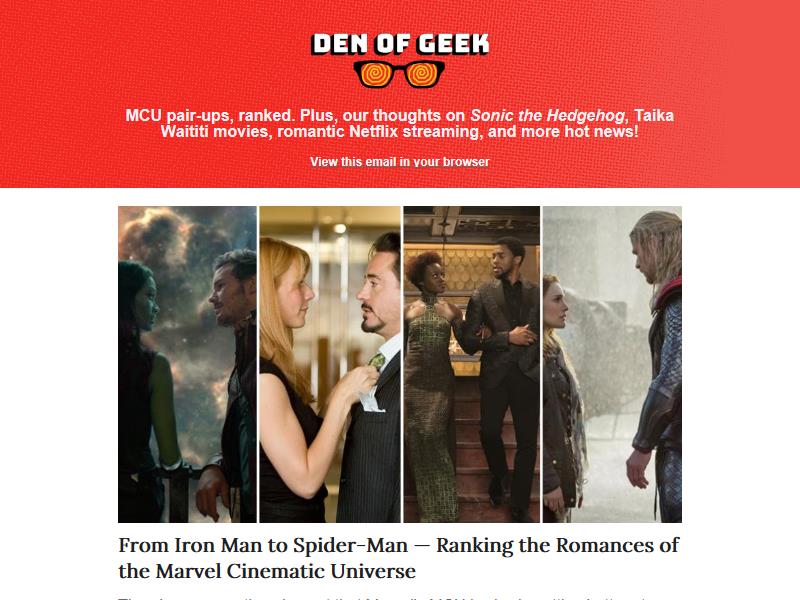 DEN OF GEEK
MCU pair-ups, ranked. Plus, our thoughts on Sonic the Hedgehog, Taika
Waititi movies, romantic Netflix streaming, and more hot news!
View this email in your browser
From Iron Man to Spider-Man — Ranking the Romances of
the Marvel Cinematic Universe